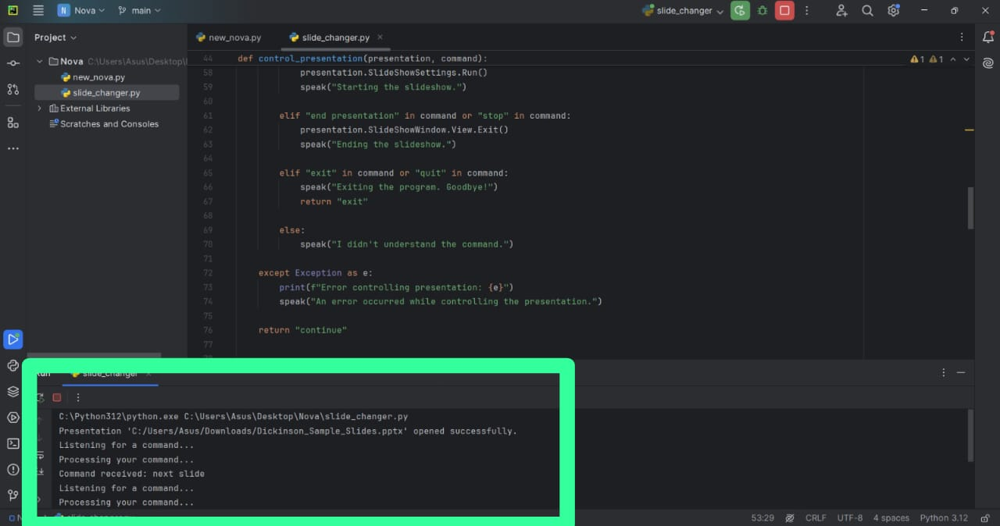 N Nova main slide_changer
Project new_nova.py slide_changer.py
Nova C:\Users\Asus\Desktop\
new_nova.py
slide_changer.py
External Libraries
Scratches and Consoles
44 def control_presentation(presentation, command): 1 1
58 presentation.SlideShowSettings.Run()
59 speak("Starting the slideshow.")
60
61 elif "end presentation" in command or "stop" in command:
62 presentation.SlideShowWindow.View.Exit()
63 speak("Ending the slideshow.")
64
65 elif "exit" in command or "quit" in command:
66 speak("Exiting the program. Goodbye!")
67 return "exit"
68
69 else:
70 speak("I didn't understand the command.")
71
72 except Exception as e:
73 print(f"Error controlling presentation: {e}")
74 speak("An error occurred while controlling the presentation.")
75
76 return "continue"
77
Run slide_changer
C:\Python312\python.exe C:\Users\Asus\Desktop\Nova\slide_changer.py
Presentation 'C:/Users/Asus/Downloads/Dickinson_Sample_Slides.pptx' opened successfully.
Listening for a command...
Processing your command...
Command received: next slide
Listening for a command...
Processing your command...
53:29 CRLF UTF-8 4 spaces Python 3.12